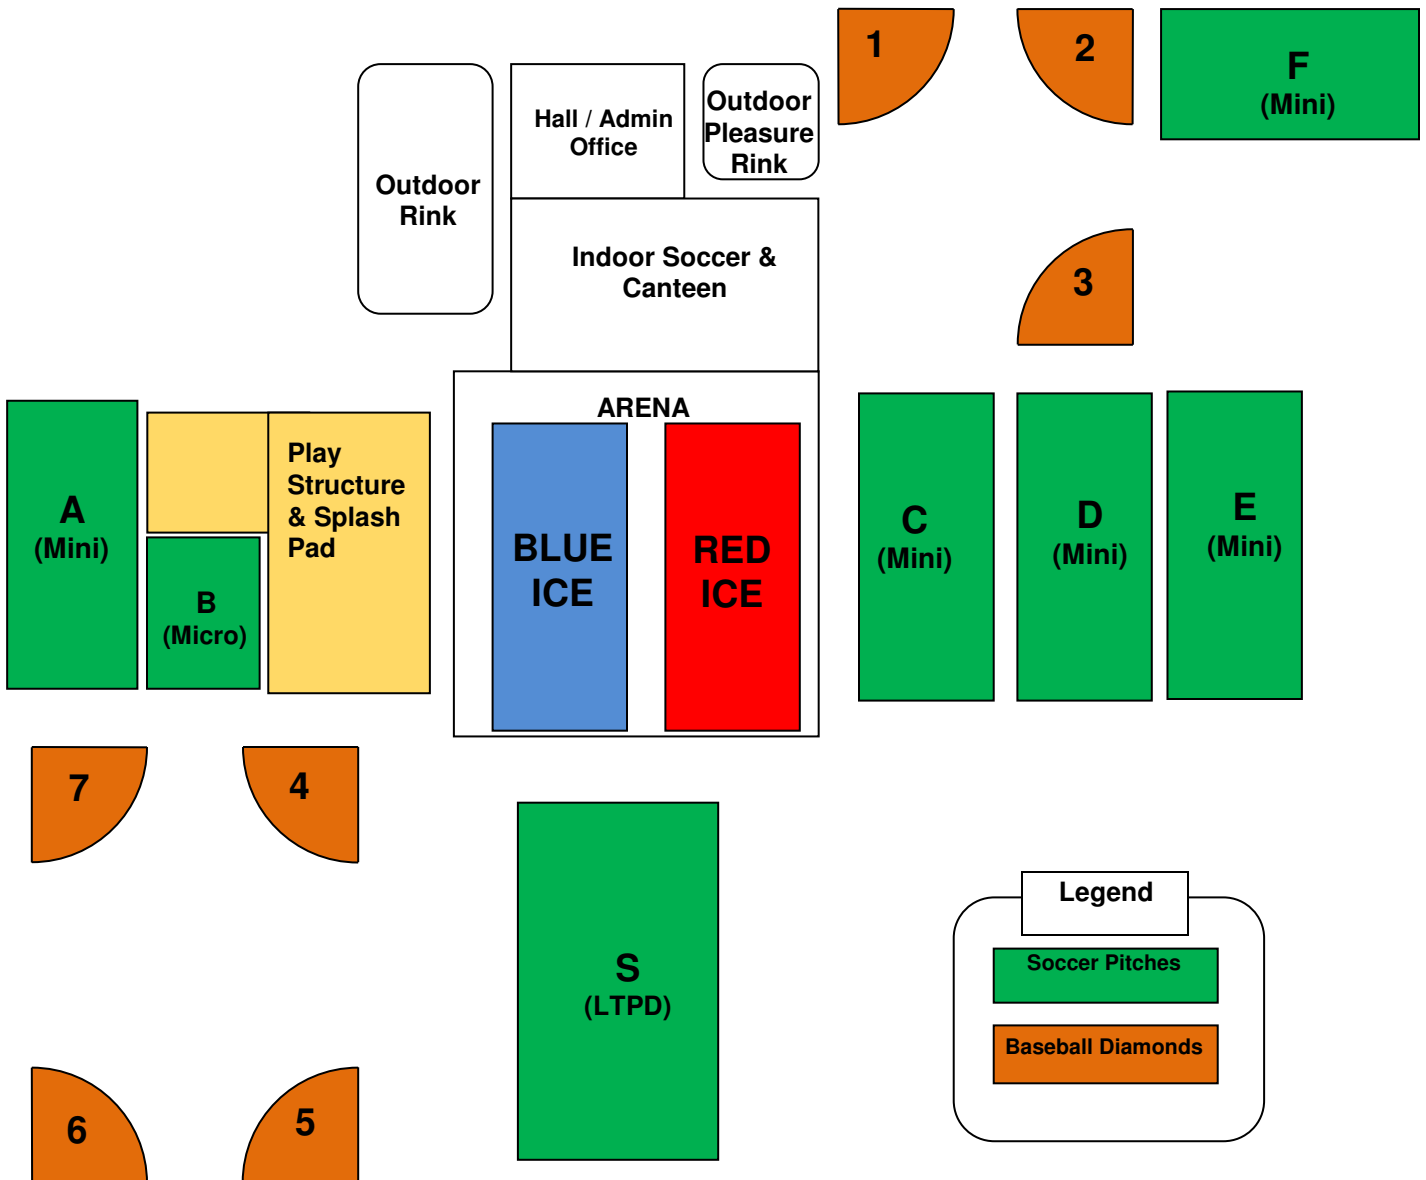 1
2
F
(Mini)
Hall / Admin
Office
Outdoor
Pleasure
Rink
Outdoor
Rink
Indoor Soccer &
Canteen
3
ARENA
Play
Structure
& Splash
Pad
A
(Mini)
B
(Micro)
BLUE
ICE
RED
ICE
C
(Mini)
D
(Mini)
E
(Mini)
7
4
S
(LTPD)
6
5
Legend
Soccer Pitches
Baseball Diamonds